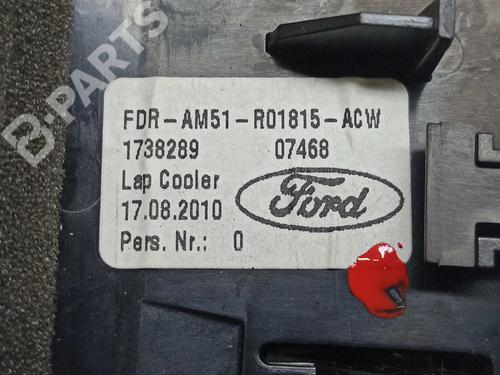 B-PARTS
FDR-AM51-R01815-ACW
1738289 07468
Lap Cooler
17.08.2010 Ford
Pers. Nr.: 0